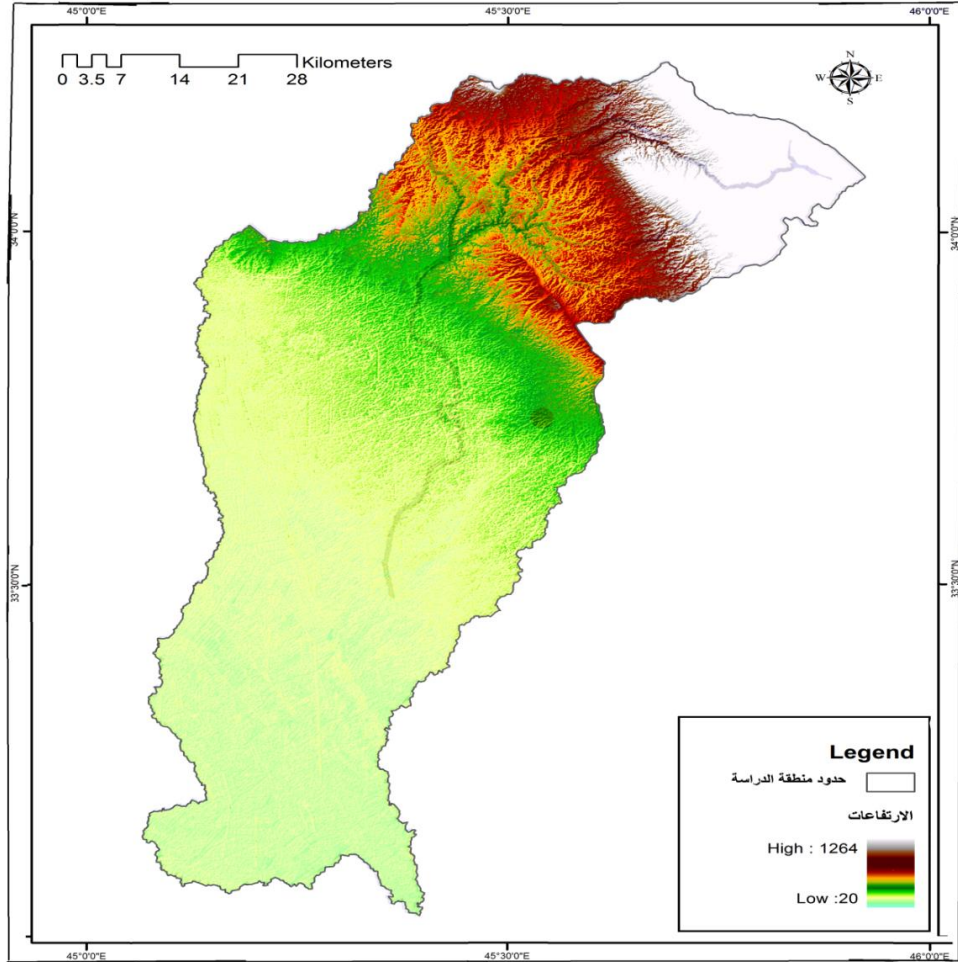 45°0'0"E 45°30'0"E 46°0'0"E
Kilometers
0 3.5 7 14 21 28
N
W E
S
34°0'0"N 34°0'0"N
33°30'0"N 33°30'0"N
Legend
حدود منطقة الدراسة
الارتفاعات
High : 1264
Low :20
45°0'0"E 45°30'0"E 46°0'0"E